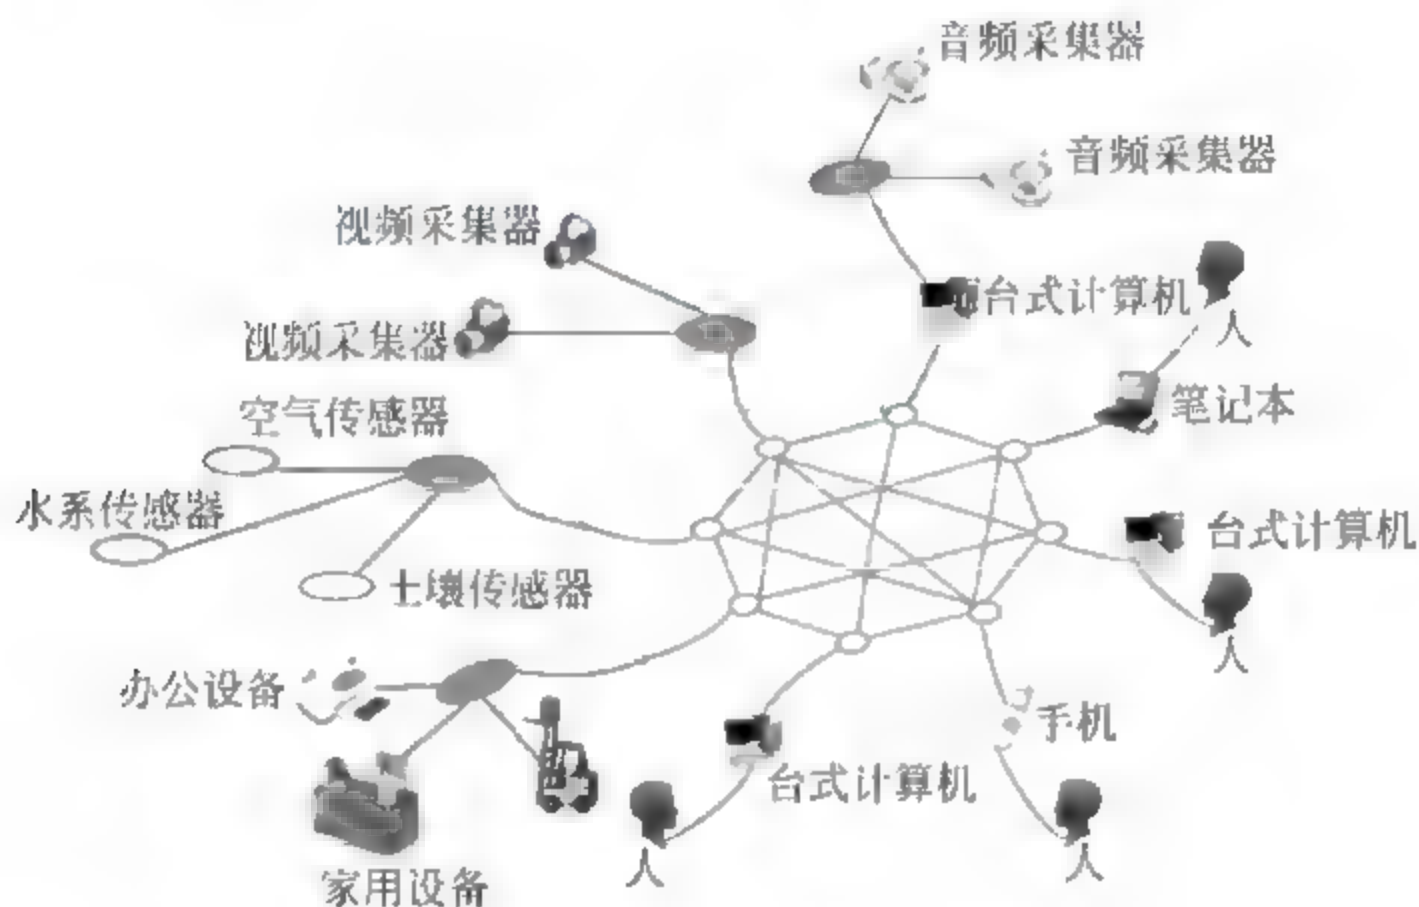 音频采集器
音频采集器
视频采集器
台式计算机
视频采集器
人
笔记本
空气传感器
水系传感器
台式计算机
土壤传感器
人
办公设备
手机
台式计算机
人
人
家用设备